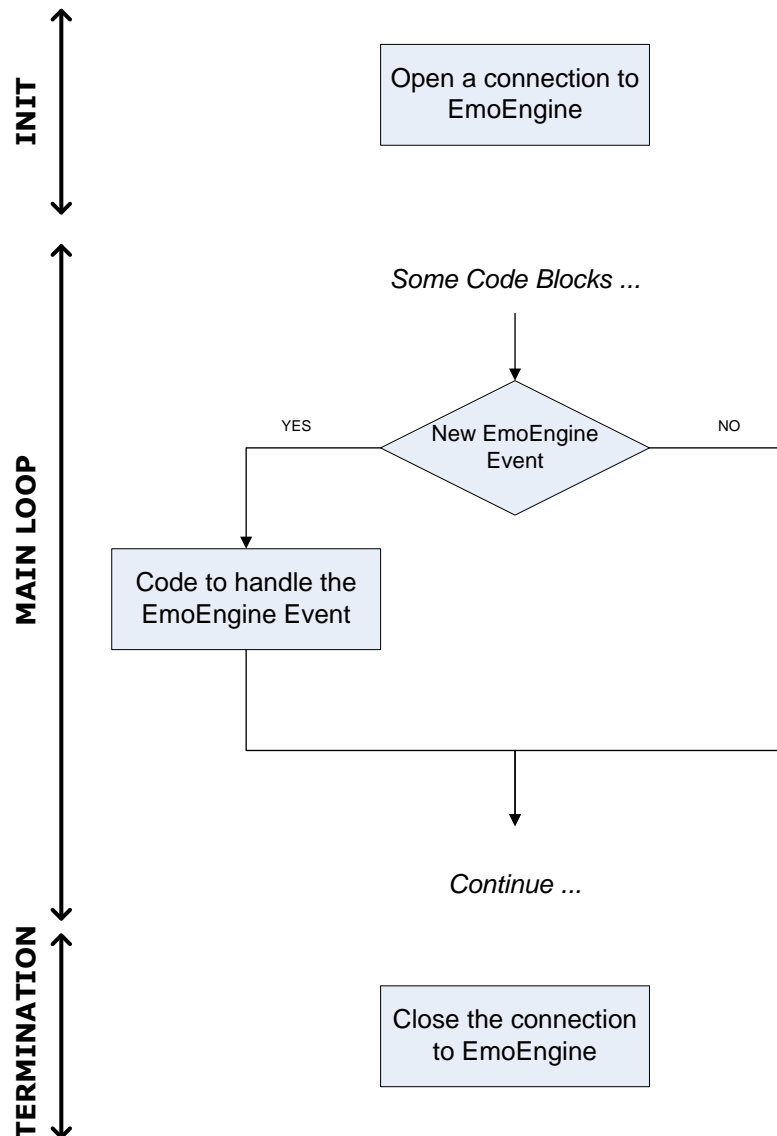 INIT
Open a connection to
EmoEngine
MAIN LOOP
Some Code Blocks ...
YES
New EmoEngine
Event
NO
Code to handle the
EmoEngine Event
Continue ...
TERMINATION
Close the connection
to EmoEngine